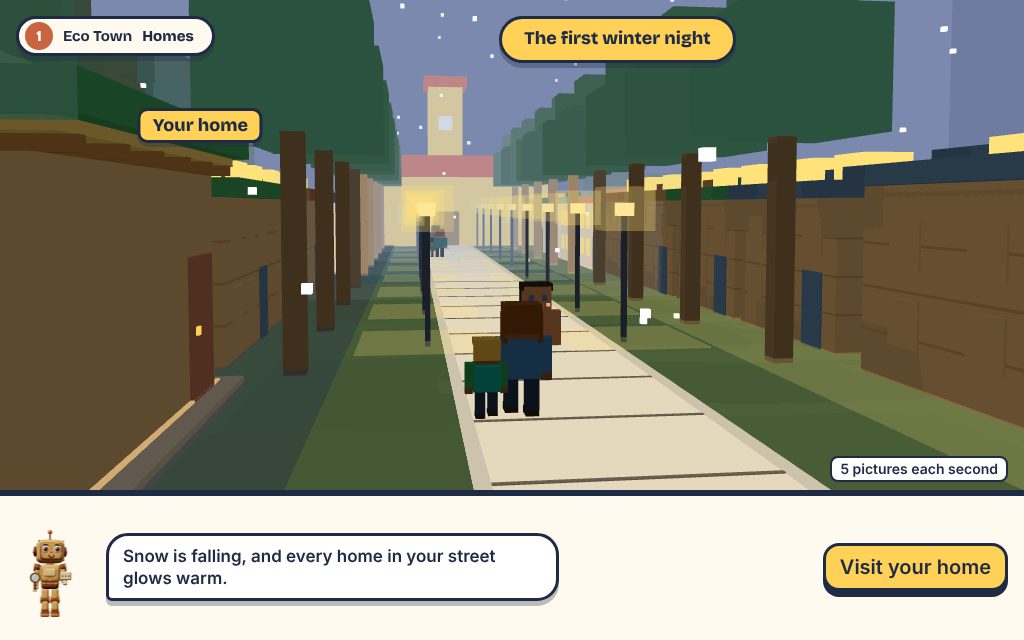 1 Eco Town Homes
The first winter night
Your home
5 pictures each second
Snow is falling, and every home in your street
glows warm.
Visit your home